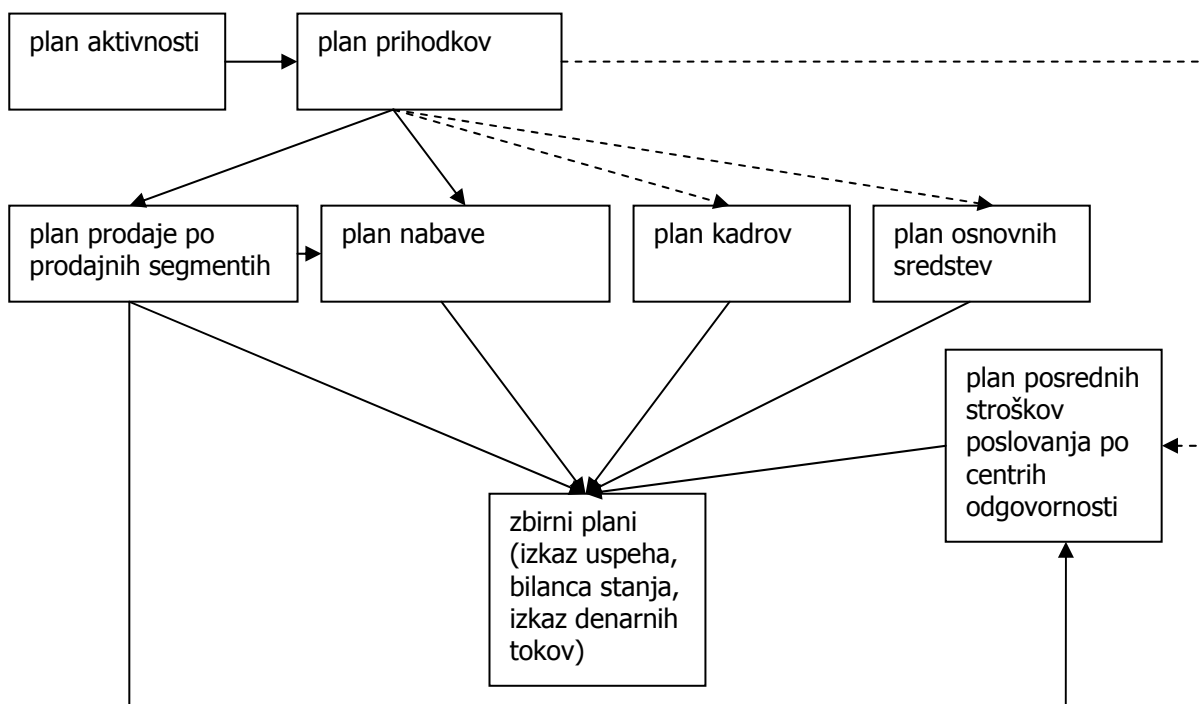 plan aktivnosti
plan prihodkov
plan prodaje po
prodajnih segmentih
plan nabave
plan kadrov
plan osnovnih
sredstev
plan posrednih
stroškov
poslovanja po
centrih
odgovornosti
zbirni plani
(izkaz uspeha,
bilanca stanja,
izkaz denarnih
tokov)